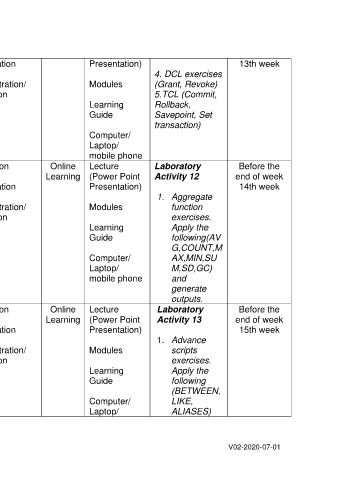 ation
Presentation)
13th week
4. DCL exercises
tration/
Modules
(Grant, Revoke)
on
5.TCL (Commit,
Learning
Rollback,
Guide
Savepoint, Set
transaction)
Computer/
Laptop/
mobile phone
on
Online
Lecture
Laboratory
Before the
Learning
(Power Point
Activity 12
end of week
ation
Presentation)
14th week
1. Aggregate
tration/
Modules
function
on
exercises.
Learning
Apply the
Guide
following(AV
G,COUNT,M
Computer/
AX,MIN,SU
Laptop/
M,SD,GC)
mobile phone
and
generate
outputs.
on
Online
Lecture
Laboratory
Before the
Learning
(Power Point
Activity 13
end of week
ation
Presentation)
15th week
1. Advance
tration/
Modules
scripts
on
exercises.
Learning
Apply the
Guide
following
(BETWEEN,
Computer/
LIKE,
Laptop/
ALIASES)
V02-2020-07-01